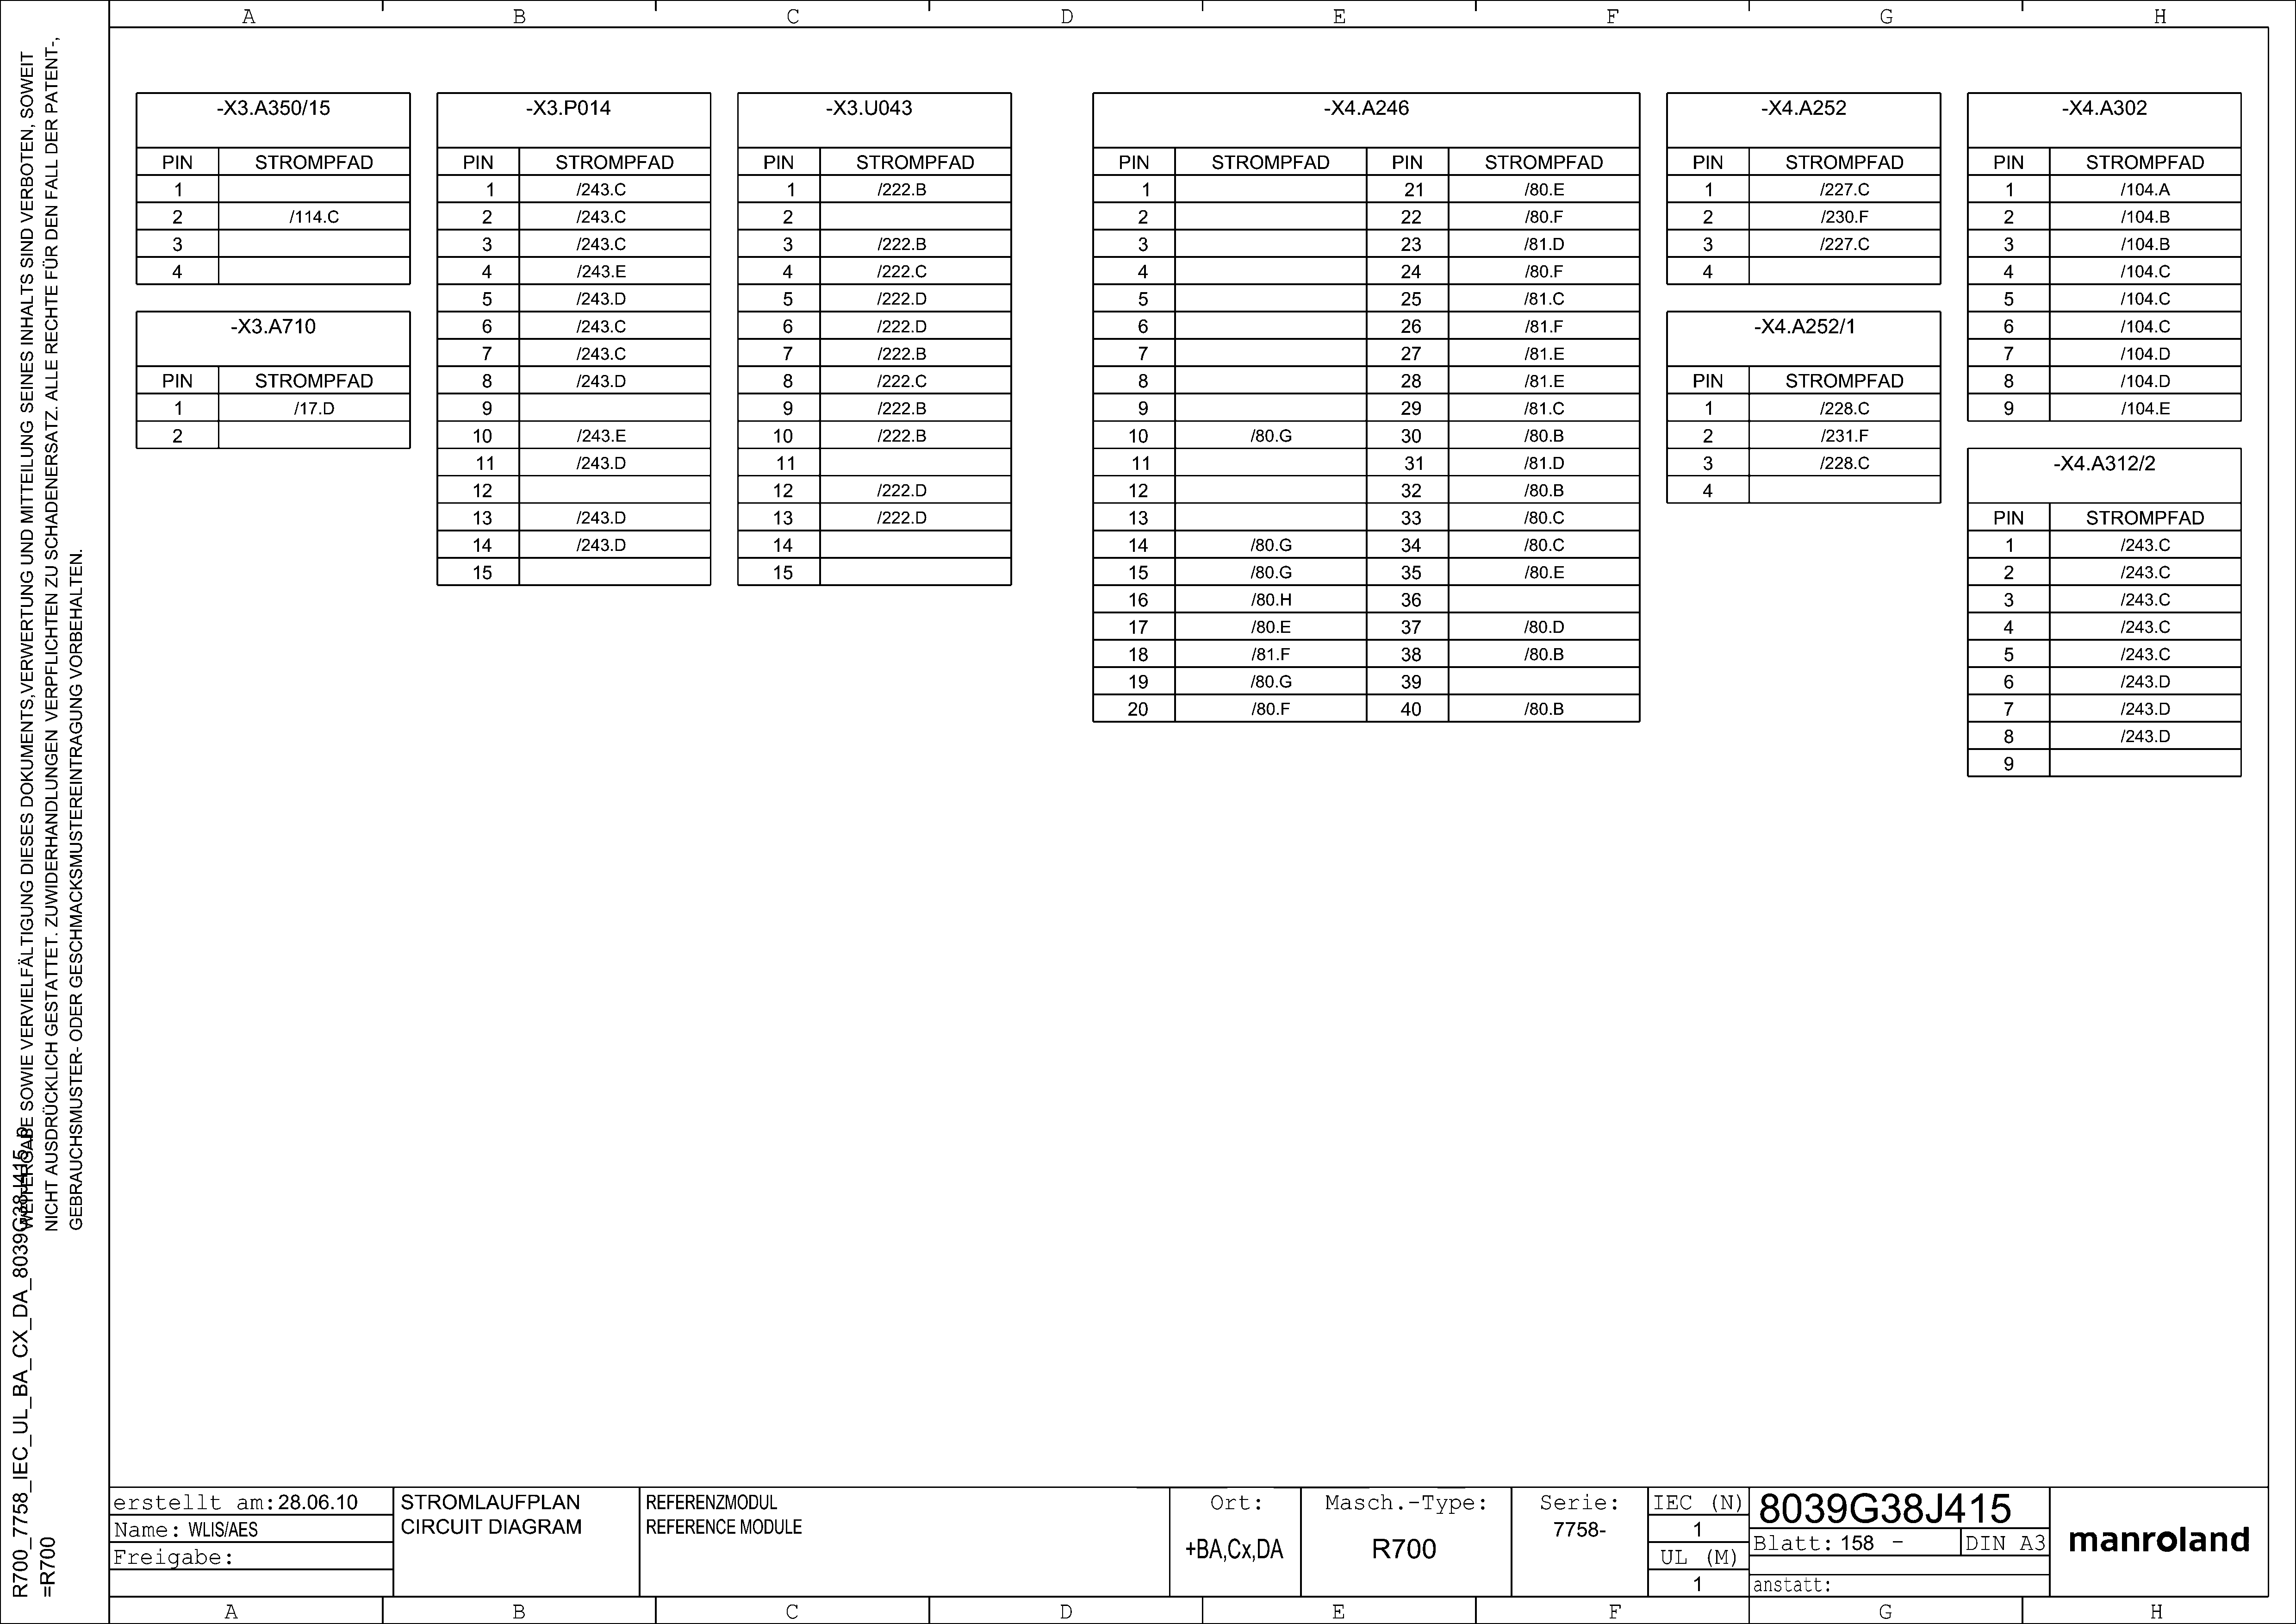 A B C D E F G H
-X3.A350/15
PIN STROMPFAD
1
2 /114.C
3
4
-X3.A710
PIN STROMPFAD
1 /17.D
2
-X3.P014
PIN STROMPFAD
1 /243.C
2 /243.C
3 /243.C
4 /243.E
5 /243.D
6 /243.C
7 /243.C
8 /243.D
9
10 /243.E
11 /243.D
12
13 /243.D
14 /243.D
15
-X3.U043
PIN STROMPFAD
1 /222.B
2
3 /222.B
4 /222.C
5 /222.D
6 /222.D
7 /222.B
8 /222.C
9 /222.B
10 /222.B
11
12 /222.D
13 /222.D
14
15
-X4.A246
PIN STROMPFAD PIN STROMPFAD
1 21 /80.E
2 22 /80.F
3 23 /81.D
4 24 /80.F
5 25 /81.C
6 26 /81.F
7 27 /81.E
8 28 /81.E
9 29 /81.C
10 /80.G 30 /80.B
11 31 /81.D
12 32 /80.B
13 33 /80.C
14 /80.G 34 /80.C
15 /80.G 35 /80.E
16 /80.H 36
17 /80.E 37 /80.D
18 /81.F 38 /80.B
19 /80.G 39
20 /80.F 40 /80.B
-X4.A252
PIN STROMPFAD
1 /227.C
2 /230.F
3 /227.C
4
-X4.A252/1
PIN STROMPFAD
1 /228.C
2 /231.F
3 /228.C
4
-X4.A302
PIN STROMPFAD
1 /104.A
2 /104.B
3 /104.B
4 /104.C
5 /104.C
6 /104.C
7 /104.D
8 /104.D
9 /104.E
-X4.A312/2
PIN STROMPFAD
1 /243.C
2 /243.C
3 /243.C
4 /243.C
5 /243.C
6 /243.D
7 /243.D
8 /243.D
9
WEITERGABE SOWIE VERVIELFÄLTIGUNG DIESES DOKUMENTS,VERWERTUNG UND MITTEILUNG SEINES INHALTS SIND VERBOTEN, SOWEIT
NICHT AUSDRÜCKLICH GESTATTET. ZUWIDERHANDLUNGEN VERPFLICHTEN ZU SCHADENERSATZ. ALLE RECHTE FÜR DEN FALL DER PATENT-,
GEBRAUCHSMUSTER- ODER GESCHMACKSMUSTEREINTRAGUNG VORBEHALTEN.
R700_7758_IEC_UL_BA_CX_DA_8039G38J415_D
=R700
erstellt am: 28.06.10
Name: WLIS/AES
Freigabe:
STROMLAUFPLAN
CIRCUIT DIAGRAM
REFERENZMODUL
REFERENCE MODULE
Ort:
+BA,Cx,DA
Masch.-Type:
R700
Serie:
7758-
IEC (N)
1
UL (M)
1
8039G38J415
Blatt: 158 - DIN A3
anstatt:
manroland
A B C D E F G H